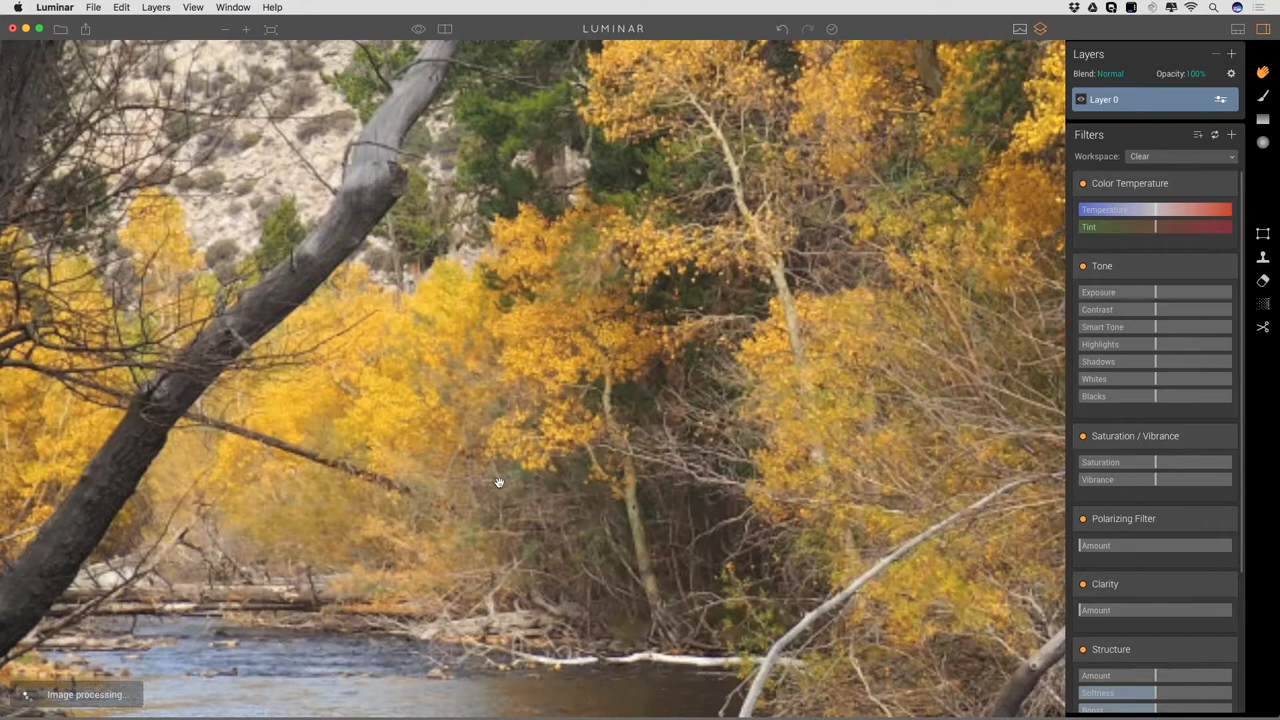 Luminar File Edit Layers View Window Help
LUMINAR
Layers
Blend: Normal Opacity: 100%
Layer 0
Filters
Workspace: Clear
Color Temperature
Temperature
Tint
Tone
Exposure
Contrast
Smart Tone
Highlights
Shadows
Whites
Blacks
Saturation / Vibrance
Saturation
Vibrance
Polarizing Filter
Amount
Clarity
Amount
Structure
Amount
Softness
Boost
Image processing...